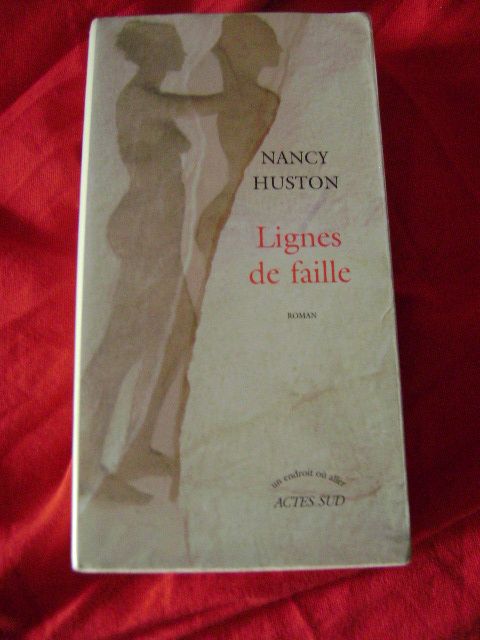 NANCY
HUSTON
Lignes
de faille
ROMAN
un endroit où aller
ACTES SUD